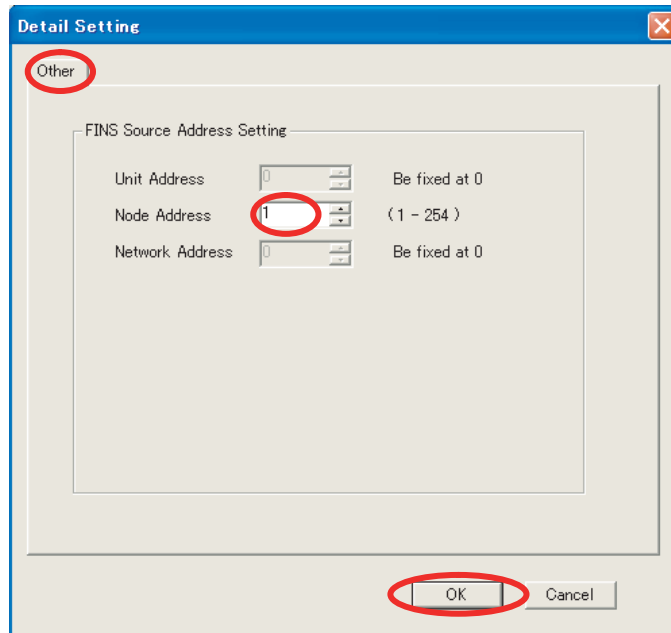 Detail Setting
Other
FINS Source Address Setting
Unit Address 0 Be fixed at 0
Node Address 1 (1 - 254)
Network Address 0 Be fixed at 0
OK Cancel